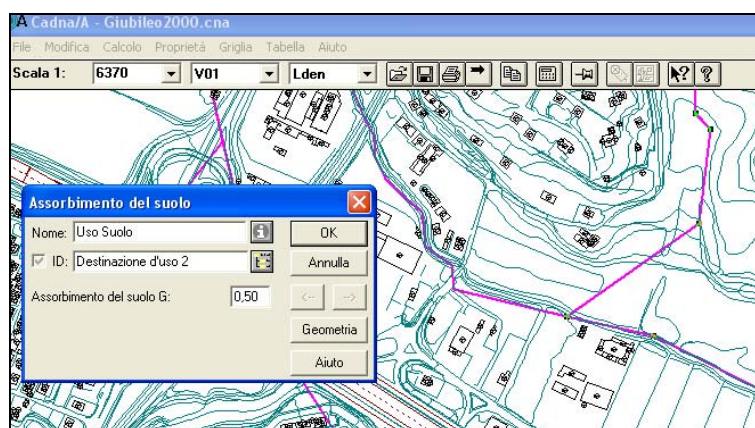 A Cadna/A - Giubileo2000.cna
File Modifica Calcolo Proprietà Griglia Tabella Aiuto
Scala 1: 6370 V01 Lden
Assorbimento del suolo
Nome: Uso Suolo OK
ID: Destinazione d'uso 2 Annulla
Assorbimento del suolo G: 0,50 <-- -->
Geometria
Aiuto